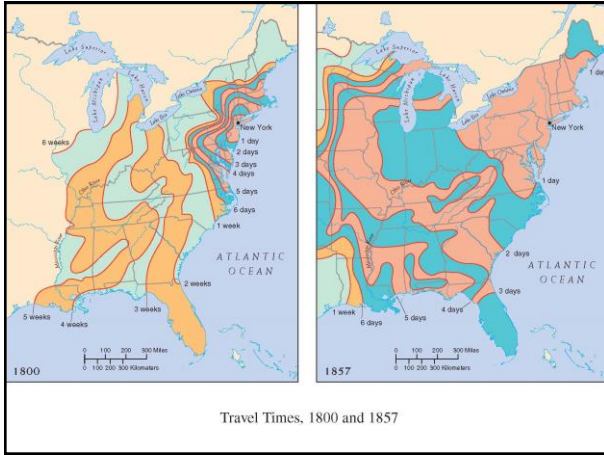 Lake Superior
Lake Michigan
Lake Huron
Lake Ontario
Lake Erie
New York
1 day
2 days
3 days
4 days
5 days
6 days
1 week
6 weeks
Ohio River
Mississippi River
ATLANTIC
OCEAN
2 weeks
3 weeks
5 weeks
4 weeks
0 100 200 300 Miles
0 100 200 300 Kilometers
1800
Lake Superior
Lake Michigan
Lake Huron
Lake Ontario
Lake Erie
1 day
New York
1 day
Ohio River
Mississippi River
2 days
ATLANTIC
OCEAN
3 days
4 days
5 days
6 days
1 week
0 100 200 300 Miles
0 100 200 300 Kilometers
1857
Travel Times, 1800 and 1857